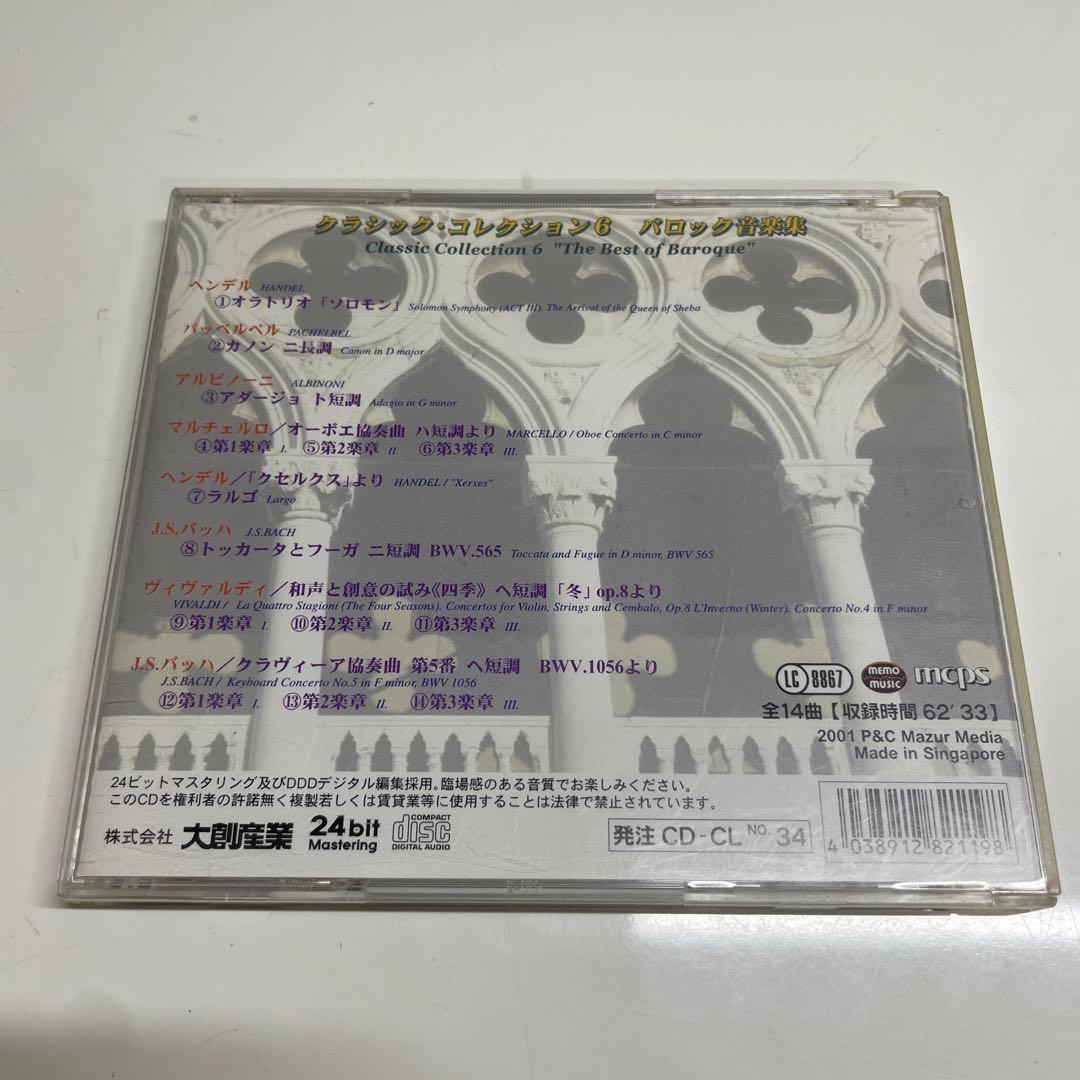 クラシック・コレクション6 バロック音楽集
Classic Collection 6 "The Best of Baroque"
ヘンデル HANDEL
①オラトリオ「ソロモン」 Solomon Symphony (ACT III). The Arrival of the Queen of Sheba
パッヘルベル PACHELBEL
②カノン ニ長調 Canon in D major
アルビノーニ ALBINONI
③アダージョ ト短調 Adagio in G minor
マルチェルロ／オーボエ協奏曲 ハ短調より MARCELLO / Oboe Concerto in C minor
④第1楽章 I. ⑤第2楽章 II. ⑥第3楽章 III.
ヘンデル／「クセルクス」より HANDEL / "Xerxes"
⑦ラルゴ Largo
J.S.バッハ J.S.BACH
⑧トッカータとフーガ ニ短調 BWV.565 Toccata and Fugue in D minor, BWV 565
ヴィヴァルディ／和声と創意の試み《四季》ヘ短調「冬」op.8より
VIVALDI / La Quattro Stagioni (The Four Seasons). Concertos for Violin, Strings and Cembalo, Op.8 L'Inverno (Winter). Concerto No.4 in F minor
⑨第1楽章 I. ⑩第2楽章 II. ⑪第3楽章 III.
J.S.バッハ／クラヴィーア協奏曲 第5番 ヘ短調 BWV.1056より
J.S.BACH / Keyboard Concerto No.5 in F minor, BWV 1056
⑫第1楽章 I. ⑬第2楽章 II. ⑭第3楽章 III.
LC 8867 MEMO MUSIC mcps
全14曲【収録時間 62'33】
2001 P&C Mazur Media
Made in Singapore
24ビットマスタリング及びDDDデジタル編集採用。臨場感のある音質でお楽しみください。
このCDを権利者の許諾無く複製若しくは賃貸業等に使用することは法律で禁止されています。
株式会社 大創産業 24bit Mastering COMPACT disc DIGITAL AUDIO
発注 CD-CL NO. 34
4 038912 821198